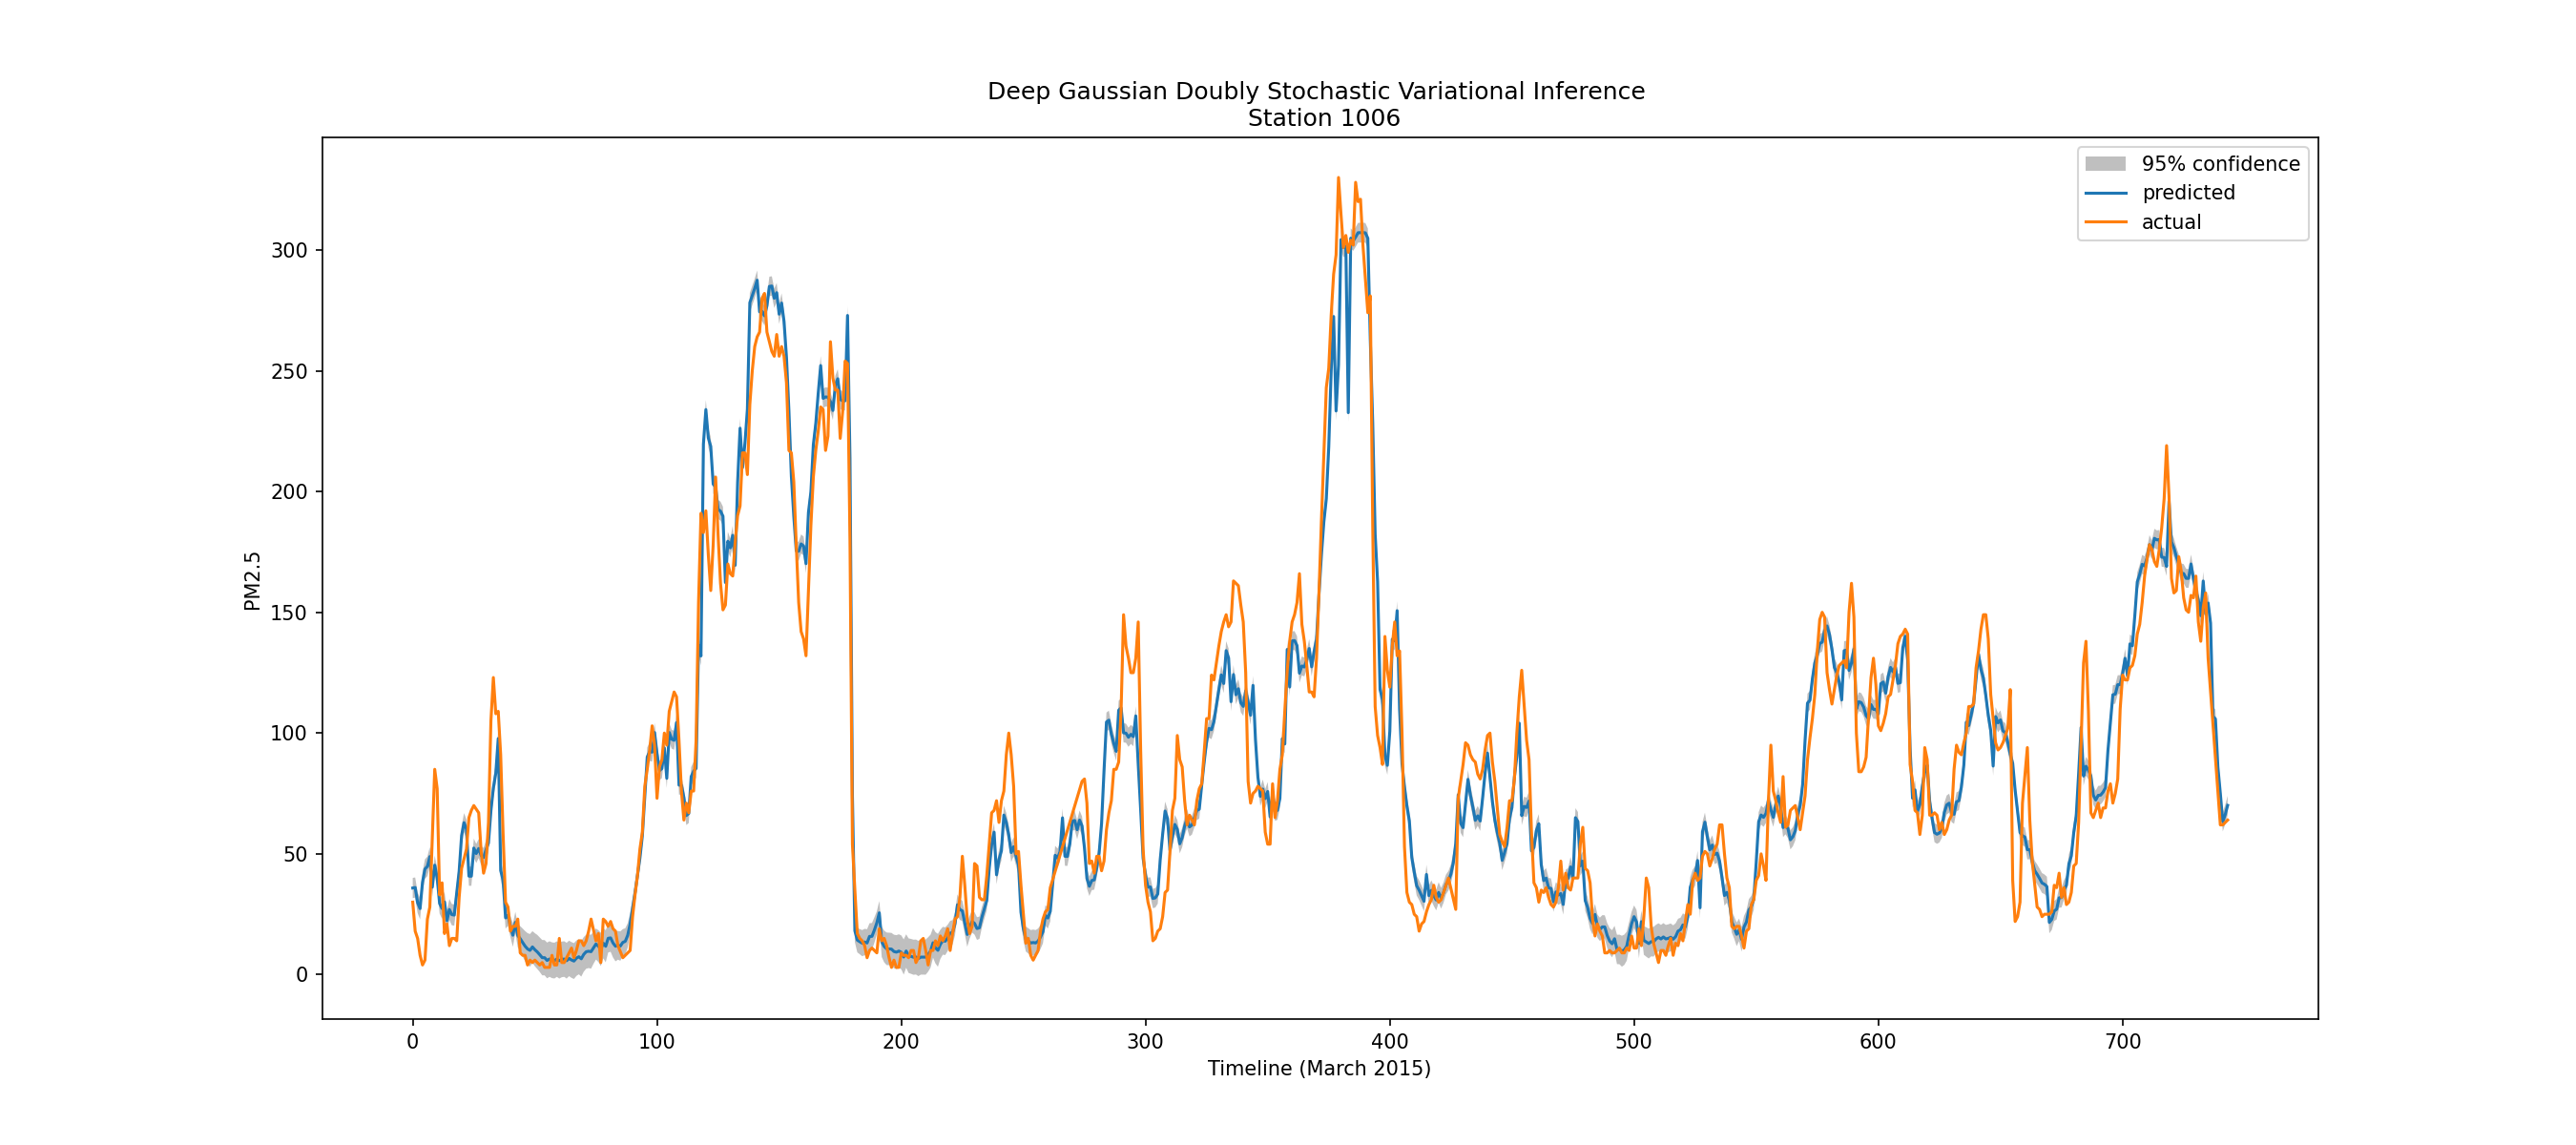 Deep Gaussian Doubly Stochastic Variational Inference
Station 1006
95% confidence
predicted
actual
PM2.5
300
250
200
150
100
50
0
0 100 200 300 400 500 600 700
Timeline (March 2015)